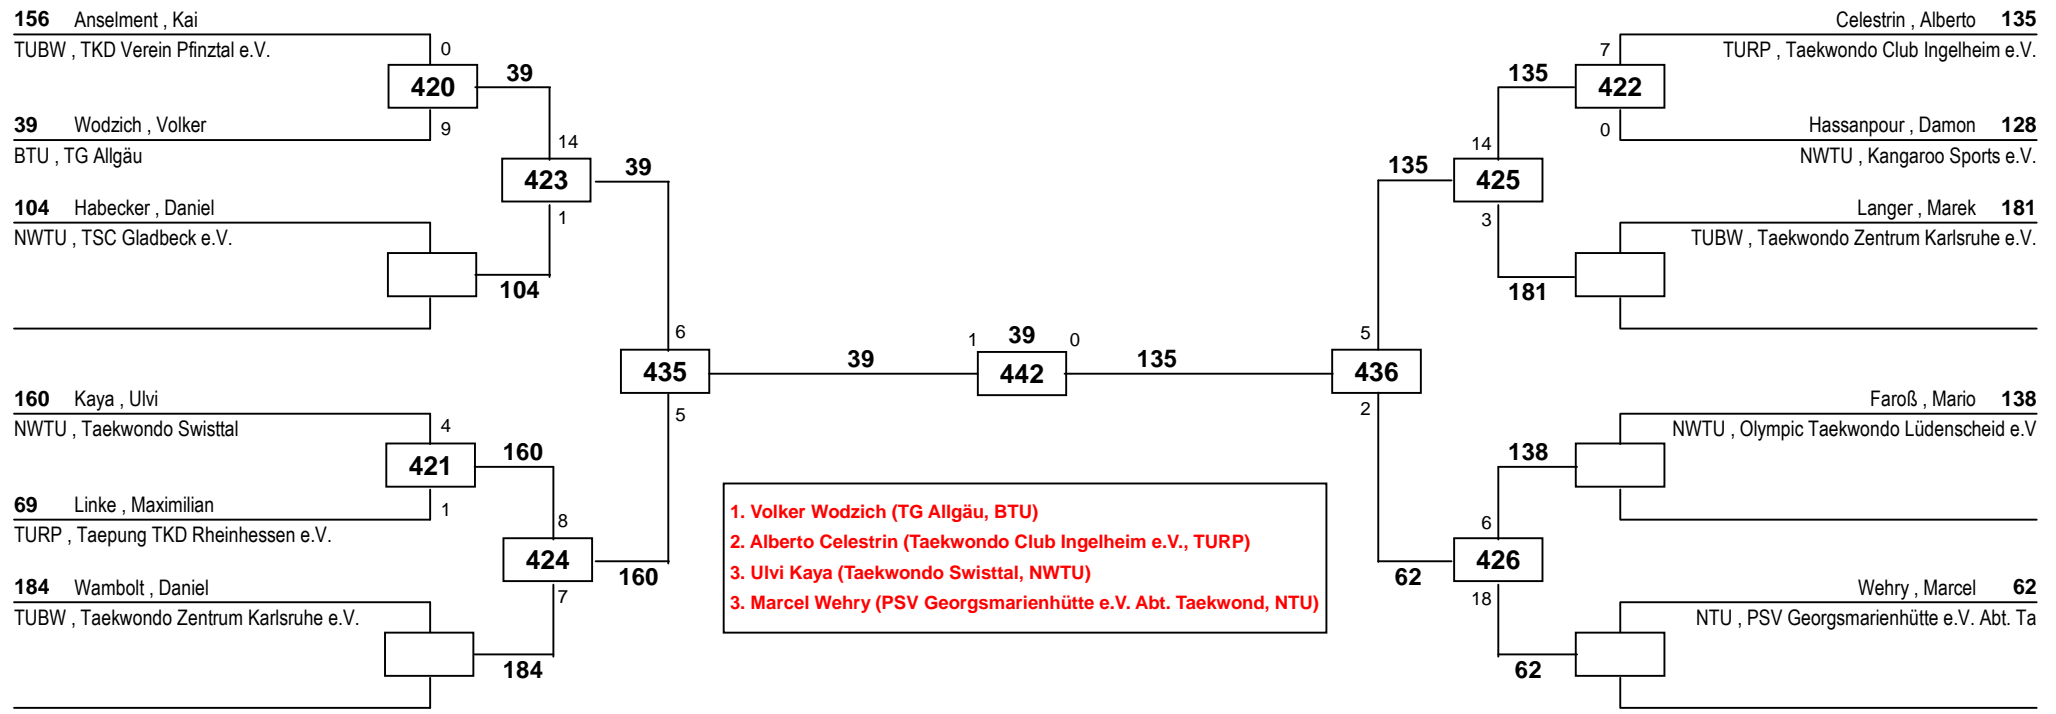 156 Anselment , Kai
TUBW , TKD Verein Pfinztal e.V.
0
420
39
9
39 Wodzich , Volker
BTU , TG Allgäu
14
423
39
1
104 Habecker , Daniel
NWTU , TSC Gladbeck e.V.
104
6
435
39
5
160 Kaya , Ulvi
NWTU , Taekwondo Swisttal
4
421
160
1
69 Linke , Maximilian
TURP , Taepung TKD Rheinhessen e.V.
8
424
160
7
184 Wambolt , Daniel
TUBW , Taekwondo Zentrum Karlsruhe e.V.
184
1 39 0
442
135
1. Volker Wodzich (TG Allgäu, BTU)
2. Alberto Celestrin (Taekwondo Club Ingelheim e.V., TURP)
3. Ulvi Kaya (Taekwondo Swisttal, NWTU)
3. Marcel Wehry (PSV Georgsmarienhütte e.V. Abt. Taekwond, NTU)
Celestrin , Alberto 135
TURP , Taekwondo Club Ingelheim e.V.
7
135
422
0
Hassanpour , Damon 128
NWTU , Kangaroo Sports e.V.
14
135
425
3
Langer , Marek 181
TUBW , Taekwondo Zentrum Karlsruhe e.V.
181
5
436
2
Faroß , Mario 138
NWTU , Olympic Taekwondo Lüdenscheid e.V
138
6
426
62
18
Wehry , Marcel 62
NTU , PSV Georgsmarienhütte e.V. Abt. Ta
62